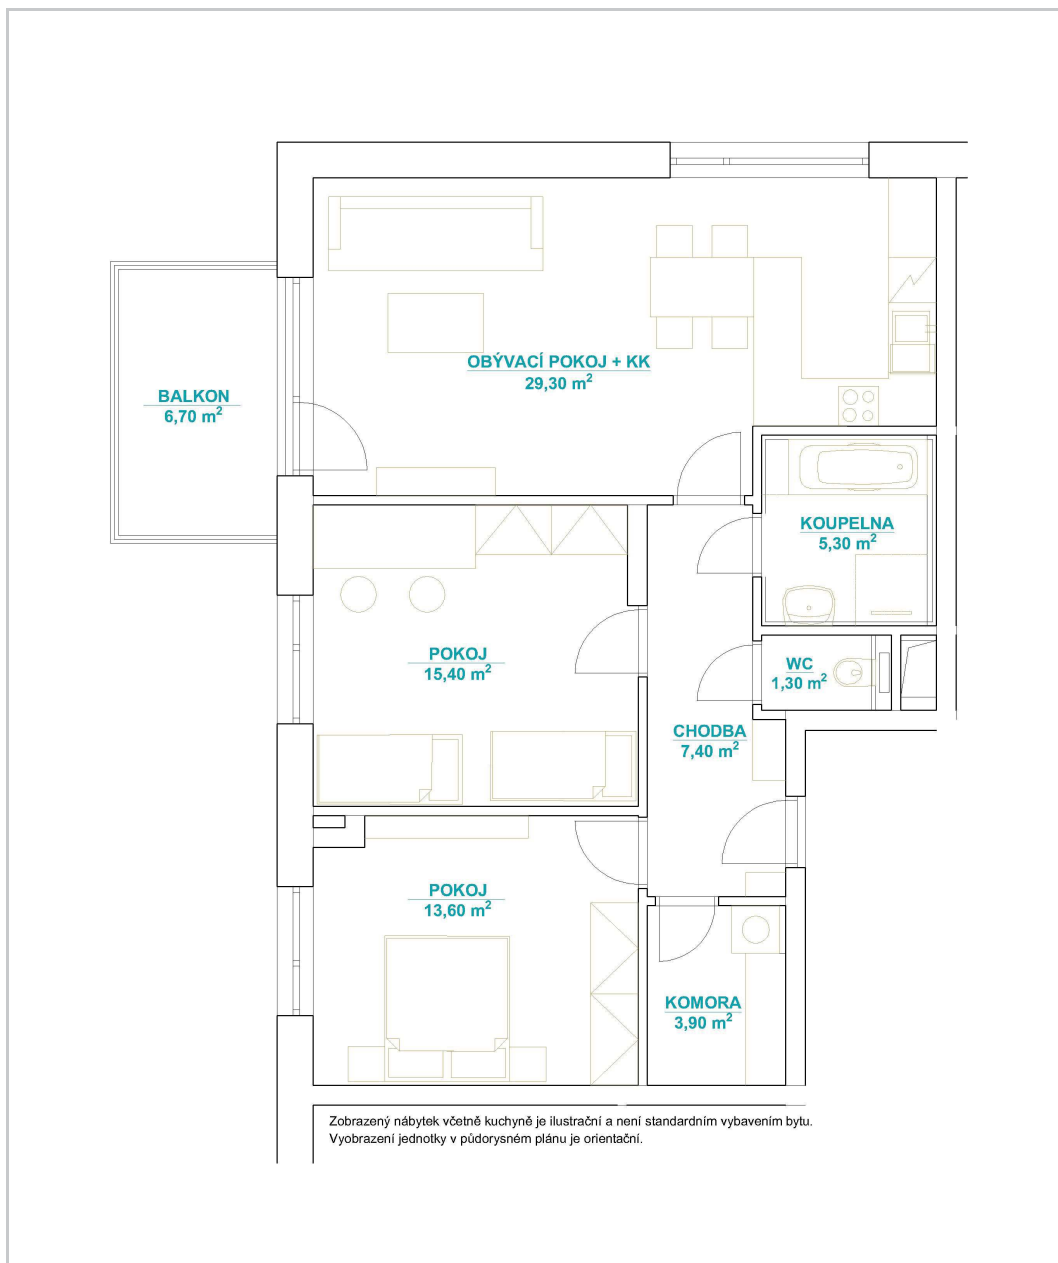 OBÝVACÍ POKOJ + KK
29,30 m²
BALKON
6,70 m²
KOUPELNA
5,30 m²
POKOJ
15,40 m²
WC
1,30 m²
CHODBA
7,40 m²
POKOJ
13,60 m²
KOMORA
3,90 m²
Zobrazený nábytek včetně kuchyně je ilustrační a není standardním vybavením bytu.
Vyobrazení jednotky v půdorysném plánu je orientační.